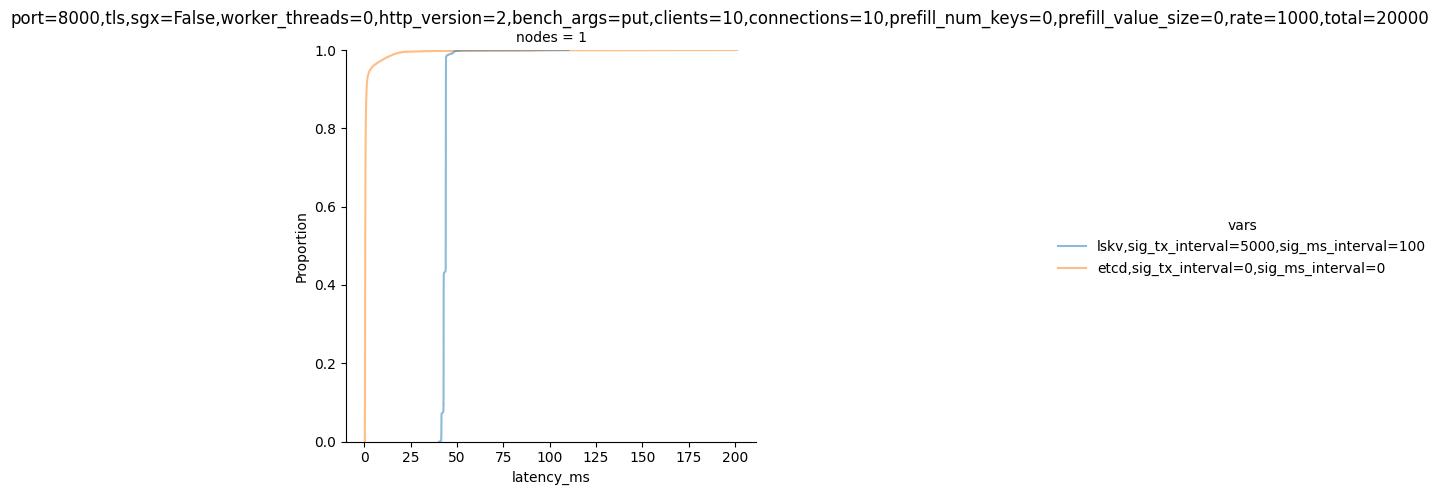 port=8000,tls,sgx=False,worker_threads=0,http_version=2,bench_args=put,clients=10,connections=10,prefill_num_keys=0,prefill_value_size=0,rate=1000,total=20000
nodes = 1
1.0
0.8
0.6
0.4
0.2
0.0
Proportion
0 25 50 75 100 125 150 175 200
latency_ms
vars
lskv,sig_tx_interval=5000,sig_ms_interval=100
etcd,sig_tx_interval=0,sig_ms_interval=0